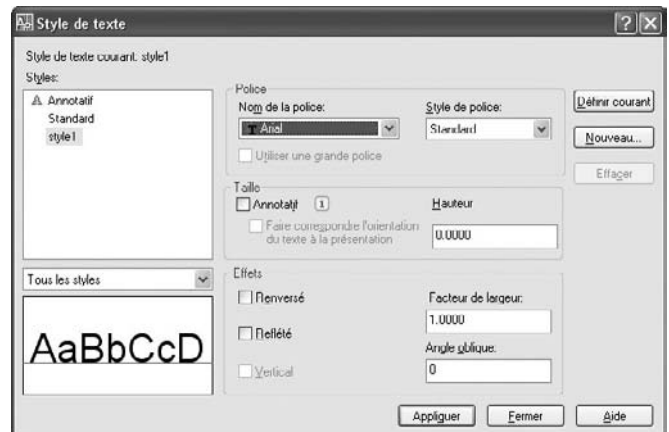 Style de texte
Style de texte courant: style1
Styles:
Annotatif
Standard
style1
Tous les styles
AaBbCcD
Police
Nom de la police:
Arial
Style de police:
Standard
Utiliser une grande police
Taille
Annotatif
Faire correspondre l'orientation
du texte à la présentation
Hauteur
0.0000
Effets
Renversé
Reflété
Vertical
Facteur de largeur:
1.0000
Angle oblique:
0
Définir courant
Nouveau...
Effacer
Appliquer
Fermer
Aide